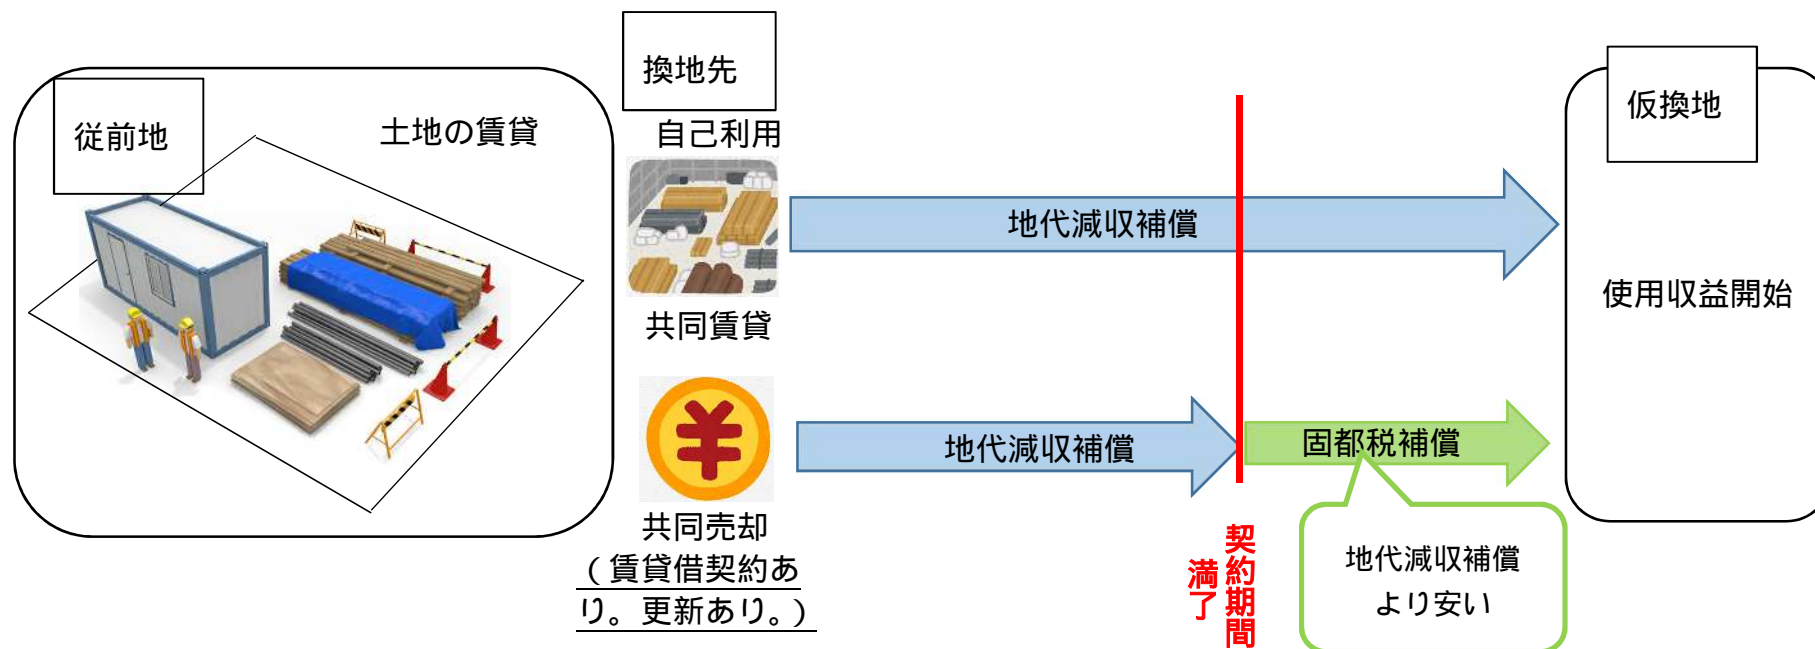 従前地
土地の賃貸
換地先
自己利用
共同賃貸
地代減収補償
共同売却
（賃貸借契約あ
り。更新あり。）
地代減収補償
契約期間
満了
固都税補償
地代減収補償
より安い
仮換地
使用収益開始